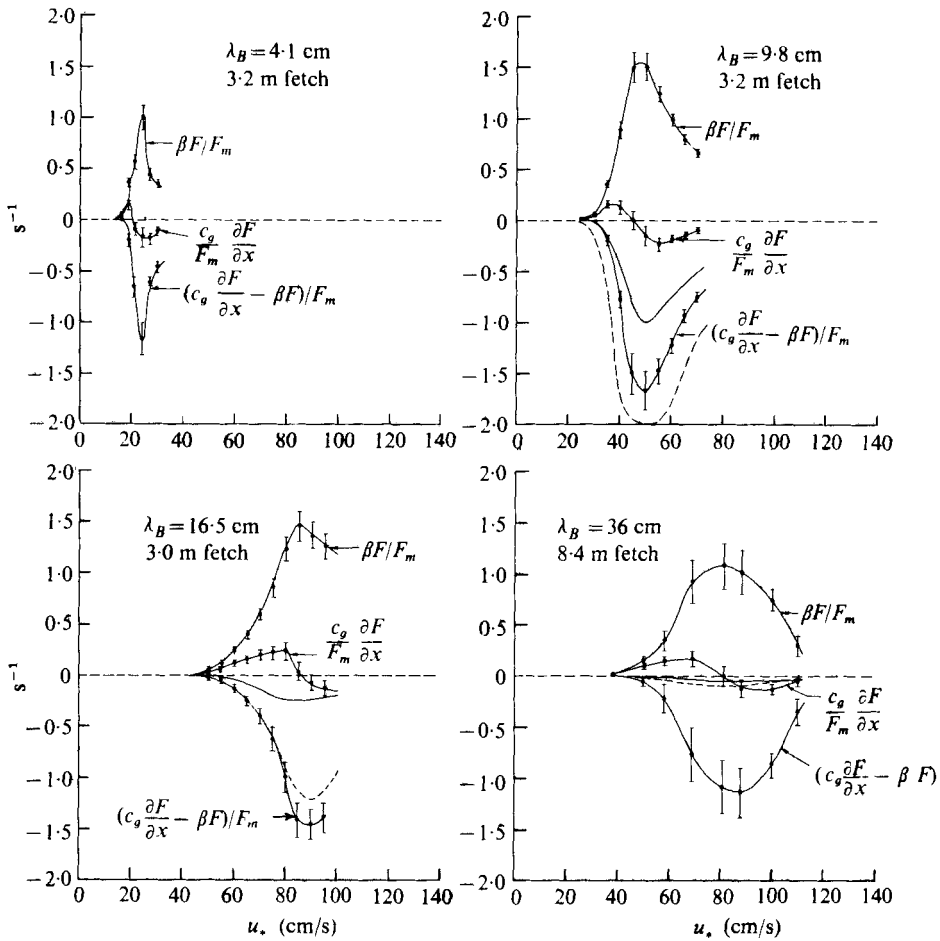 λ_B = 4·1 cm
3·2 m fetch
βF/F_m
c_g/F_m ∂F/∂x
(c_g ∂F/∂x − βF)/F_m
s⁻¹
2·0
1·5
1·0
0·5
0
−0·5
−1·0
−1·5
−2·0
0 20 40 60 80 100 120 140
λ_B = 9·8 cm
3·2 m fetch
βF/F_m
c_g/F_m ∂F/∂x
(c_g ∂F/∂x − βF)/F_m
2·0
1·5
1·0
0·5
0
−0·5
−1·0
−1·5
−2·0
0 20 40 60 80 100 120 140
λ_B = 16·5 cm
3·0 m fetch
βF/F_m
c_g/F_m ∂F/∂x
(c_g ∂F/∂x − βF)/F_m
s⁻¹
2·0
1·5
1·0
0·5
0
−0·5
−1·0
−1·5
−2·0
0 20 40 60 80 100 120 140
u_* (cm/s)
λ_B = 36 cm
8·4 m fetch
βF/F_m
c_g/F_m ∂F/∂x
(c_g ∂F/∂x − β F)
2·0
1·5
1·0
0·5
0
−0·5
−1·0
−1·5
−2·0
0 20 40 60 80 100 120 140
u_* (cm/s)